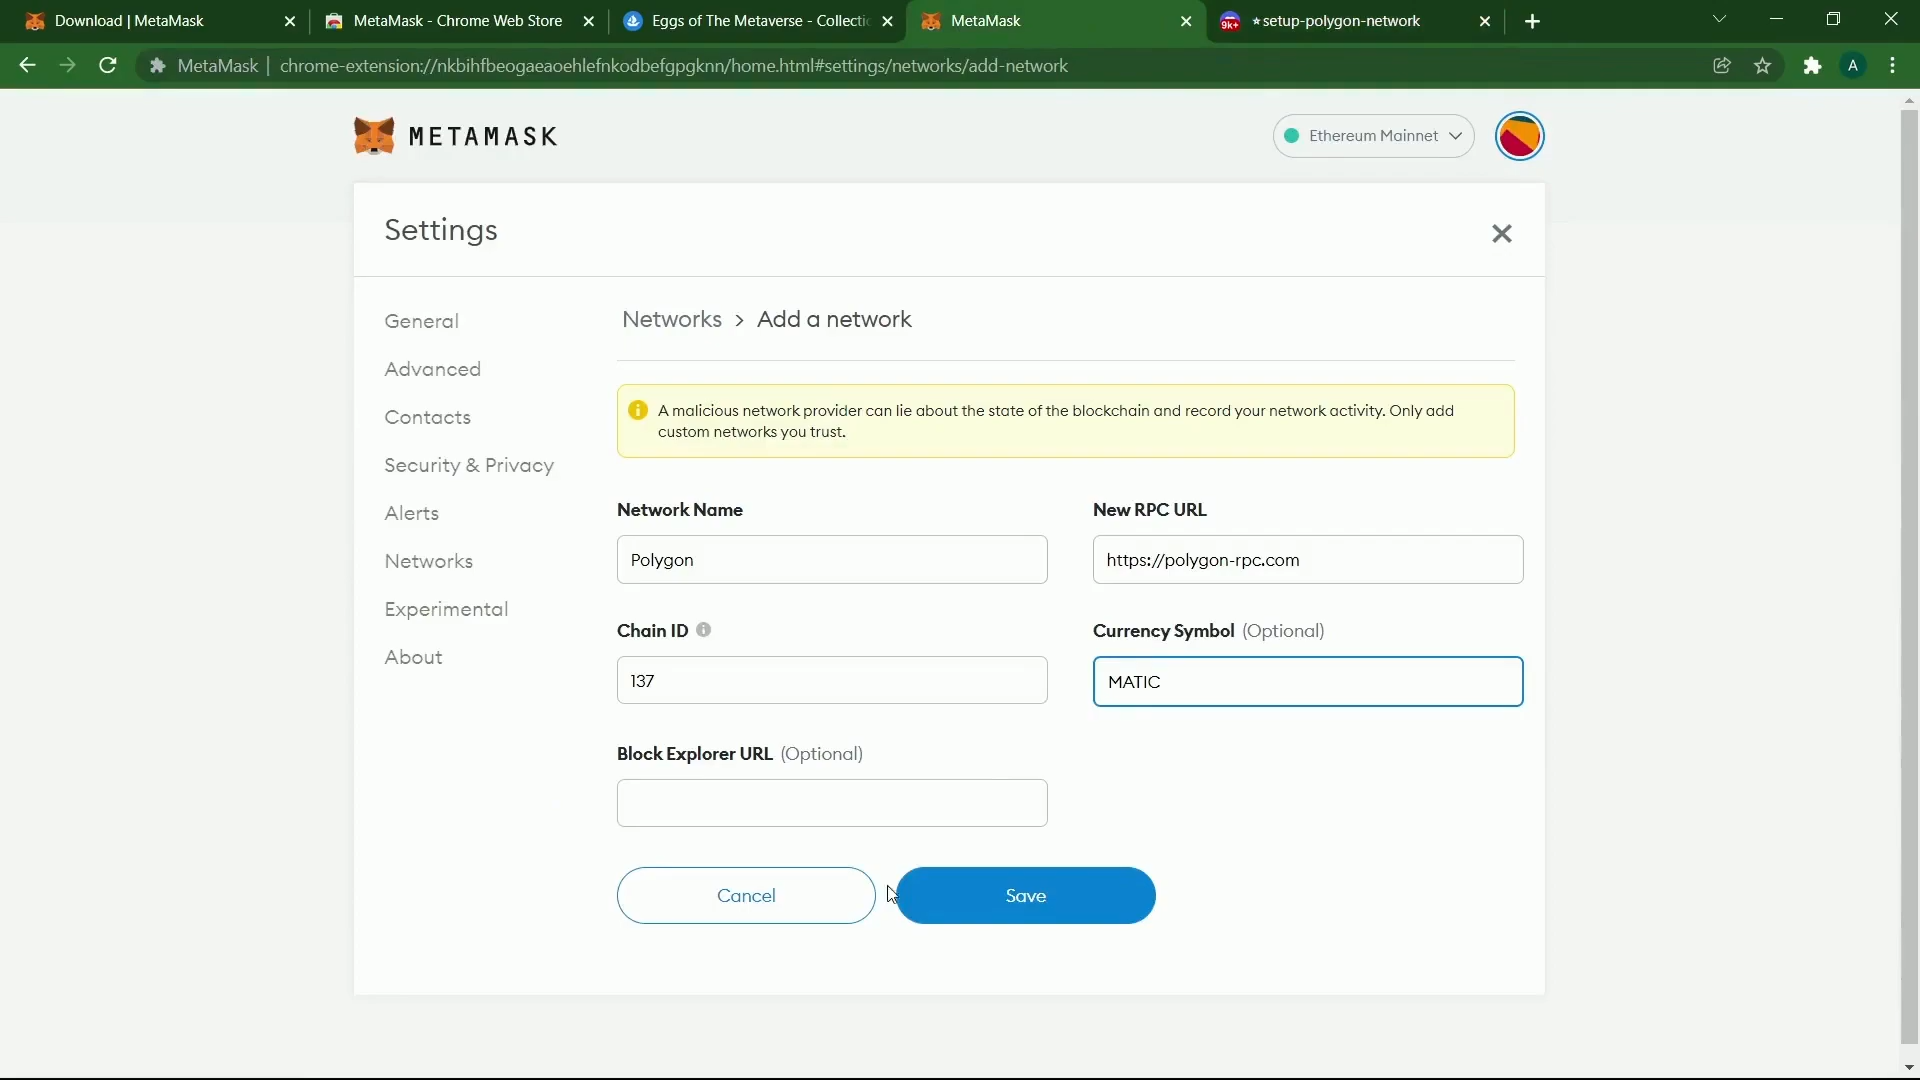 Download | MetaMask
MetaMask - Chrome Web Store
Eggs of The Metaverse - Collectic
MetaMask
9k+
*setup-polygon-network
MetaMask | chrome-extension://nkbihfbeogaeaoehlefnkodbefgpgknn/home.html#settings/networks/add-network
A
METAMASK
Ethereum Mainnet
Settings
General
Advanced
Contacts
Security & Privacy
Alerts
Networks
Experimental
About
Networks > Add a network
A malicious network provider can lie about the state of the blockchain and record your network activity. Only add
custom networks you trust.
Network Name
Polygon
New RPC URL
https://polygon-rpc.com
Chain ID
137
Currency Symbol (Optional)
MATIC
Block Explorer URL (Optional)
Cancel
Save